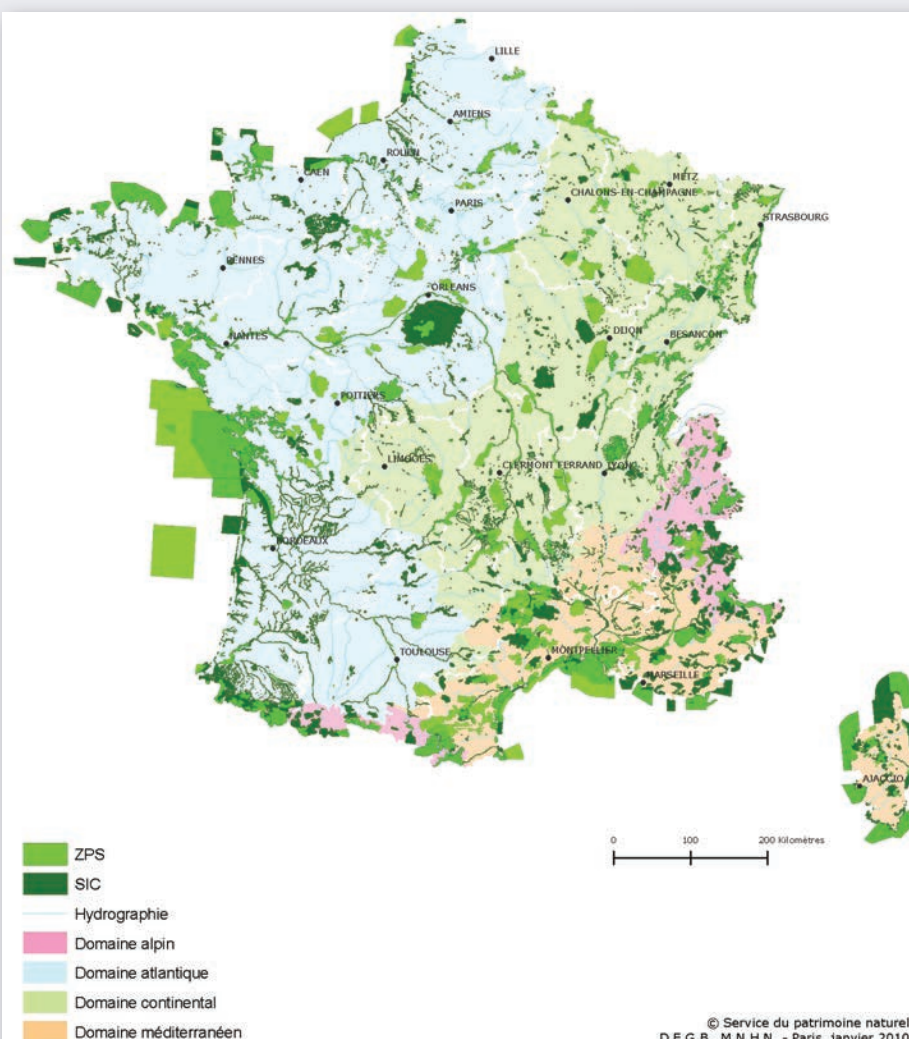 LILLE
AMIENS
ROUEN
CAEN
METZ
CHALONS-EN-CHAMPAGNE
PARIS
STRASBOURG
RENNES
ORLEANS
NANTES
DIJON
BESANCON
POITIERS
LIMOGES
CLERMONT FERRAND
LYON
BORDEAUX
TOULOUSE
MONTPELLIER
MARSEILLE
AJACCIO
0 100 200 Kilomètres
ZPS
SIC
Hydrographie
Domaine alpin
Domaine atlantique
Domaine continental
Domaine méditerranéen
© Service du patrimoine naturel
D.E.G.B., M.N.H.N. - Paris, janvier 2010